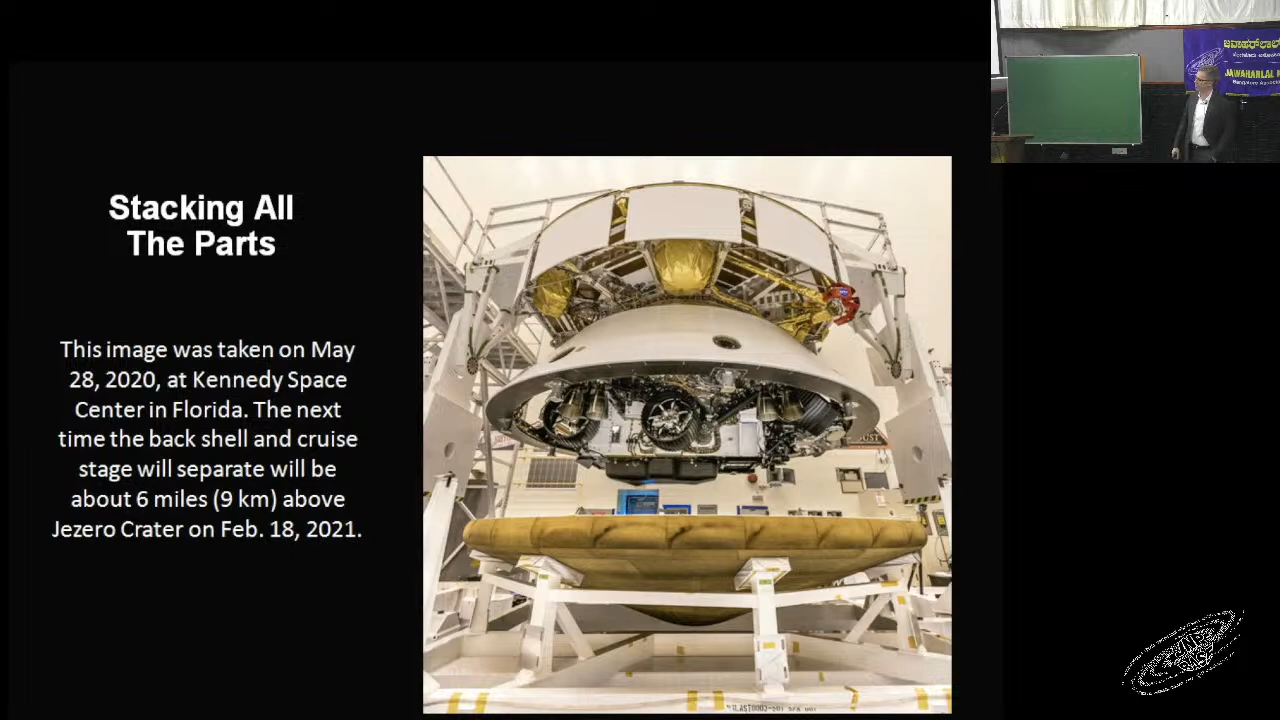 Stacking All
The Parts
This image was taken on May
28, 2020, at Kennedy Space
Center in Florida. The next
time the back shell and cruise
stage will separate will be
about 6 miles (9 km) above
Jezero Crater on Feb. 18, 2021.
JAWAHARLAL